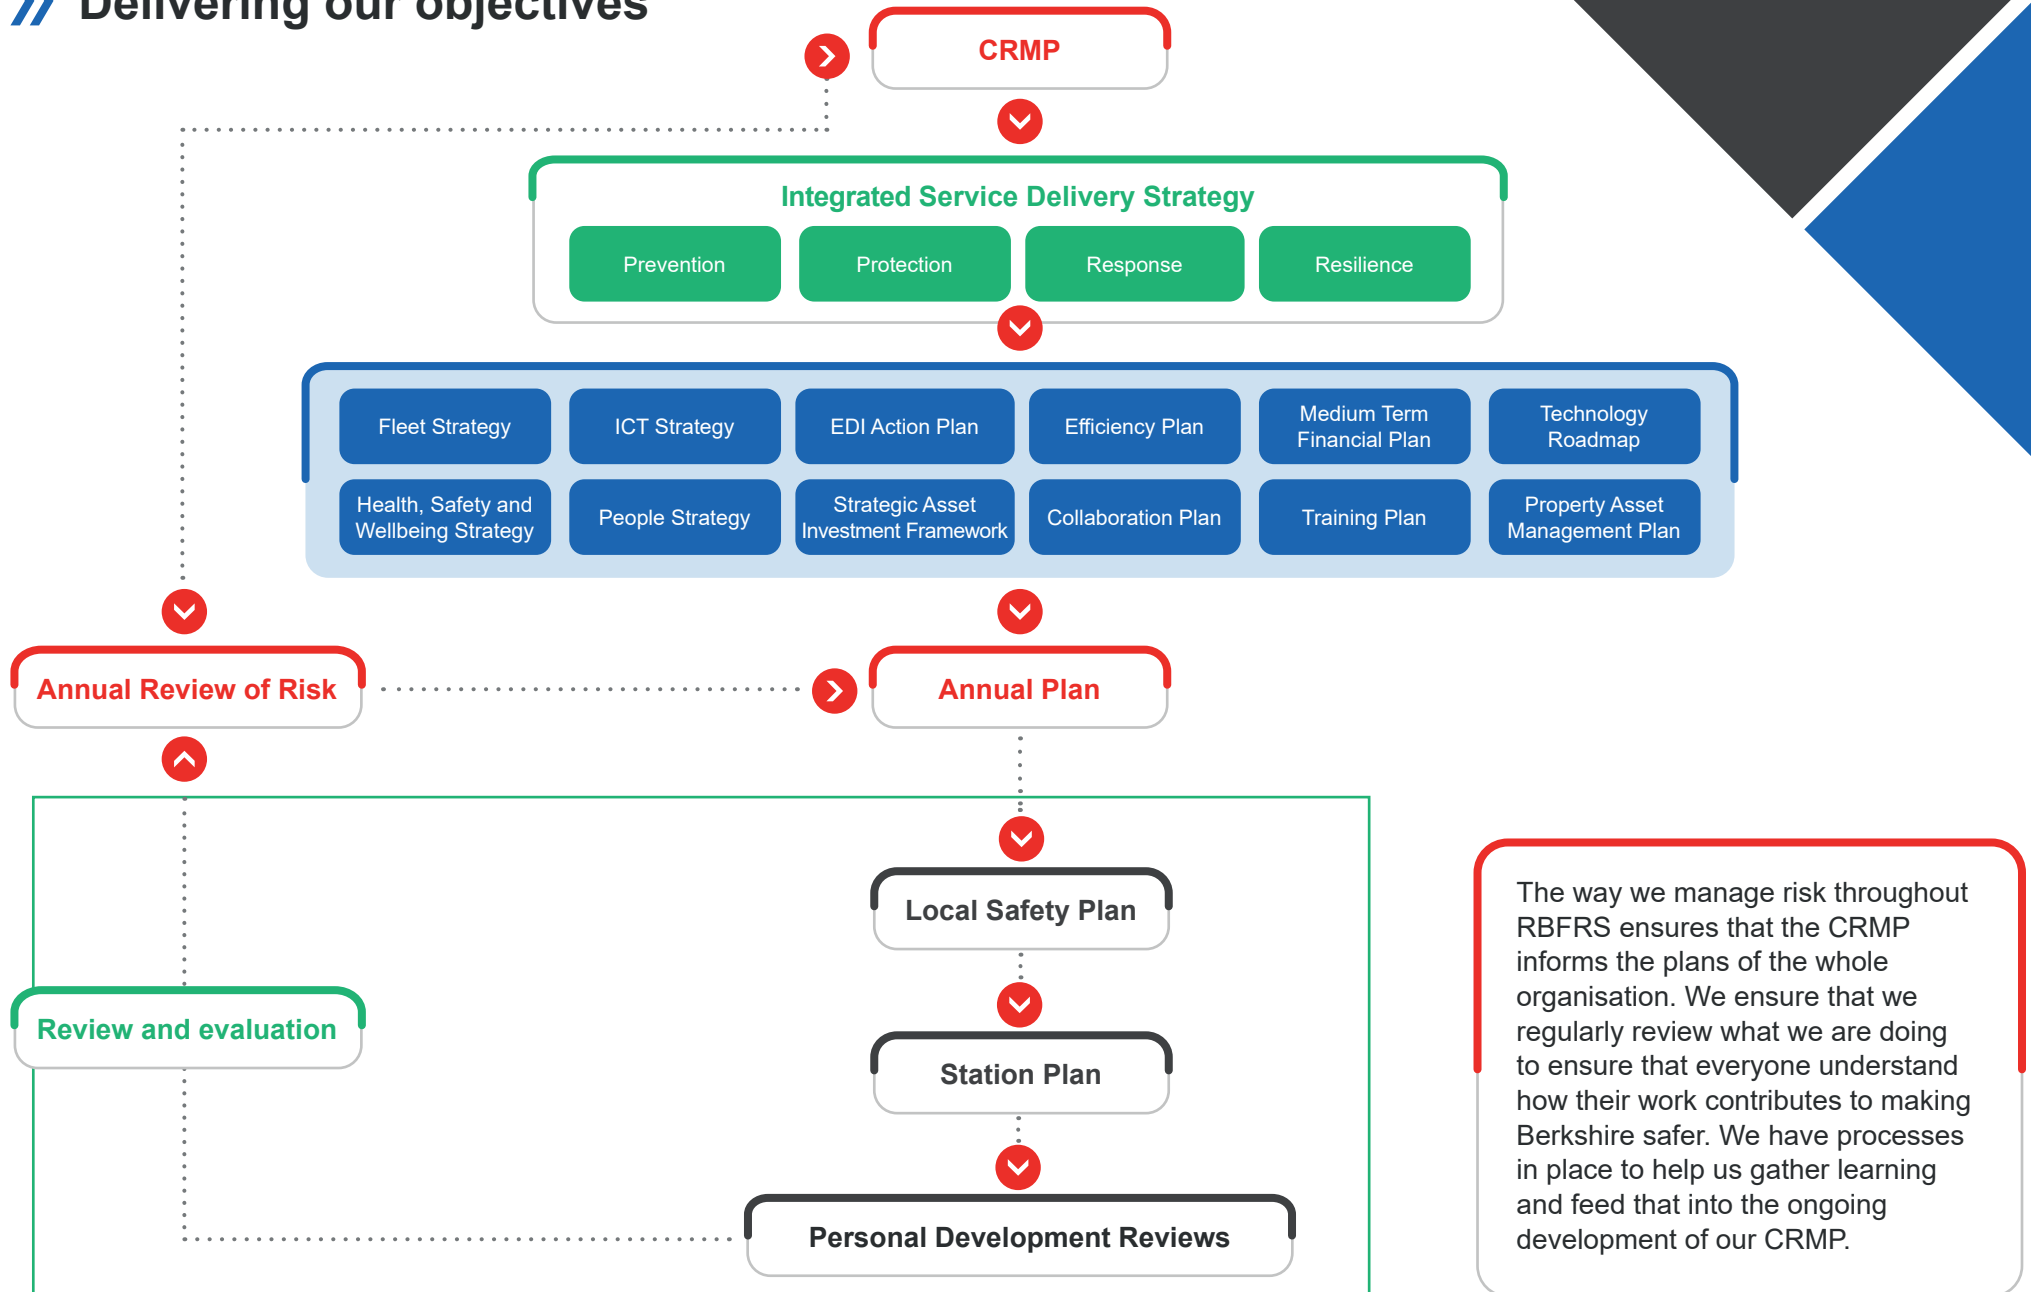 Delivering our objectives
CRMP
Integrated Service Delivery Strategy
Prevention
Protection
Response
Resilience
Fleet Strategy
ICT Strategy
EDI Action Plan
Efficiency Plan
Medium Term
Financial Plan
Technology
Roadmap
Health, Safety and
Wellbeing Strategy
People Strategy
Strategic Asset
Investment Framework
Collaboration Plan
Training Plan
Property Asset
Management Plan
Annual Review of Risk
Annual Plan
Local Safety Plan
Review and evaluation
Station Plan
Personal Development Reviews
The way we manage risk throughout
RBFRS ensures that the CRMP
informs the plans of the whole
organisation. We ensure that we
regularly review what we are doing
to ensure that everyone understand
how their work contributes to making
Berkshire safer. We have processes
in place to help us gather learning
and feed that into the ongoing
development of our CRMP.